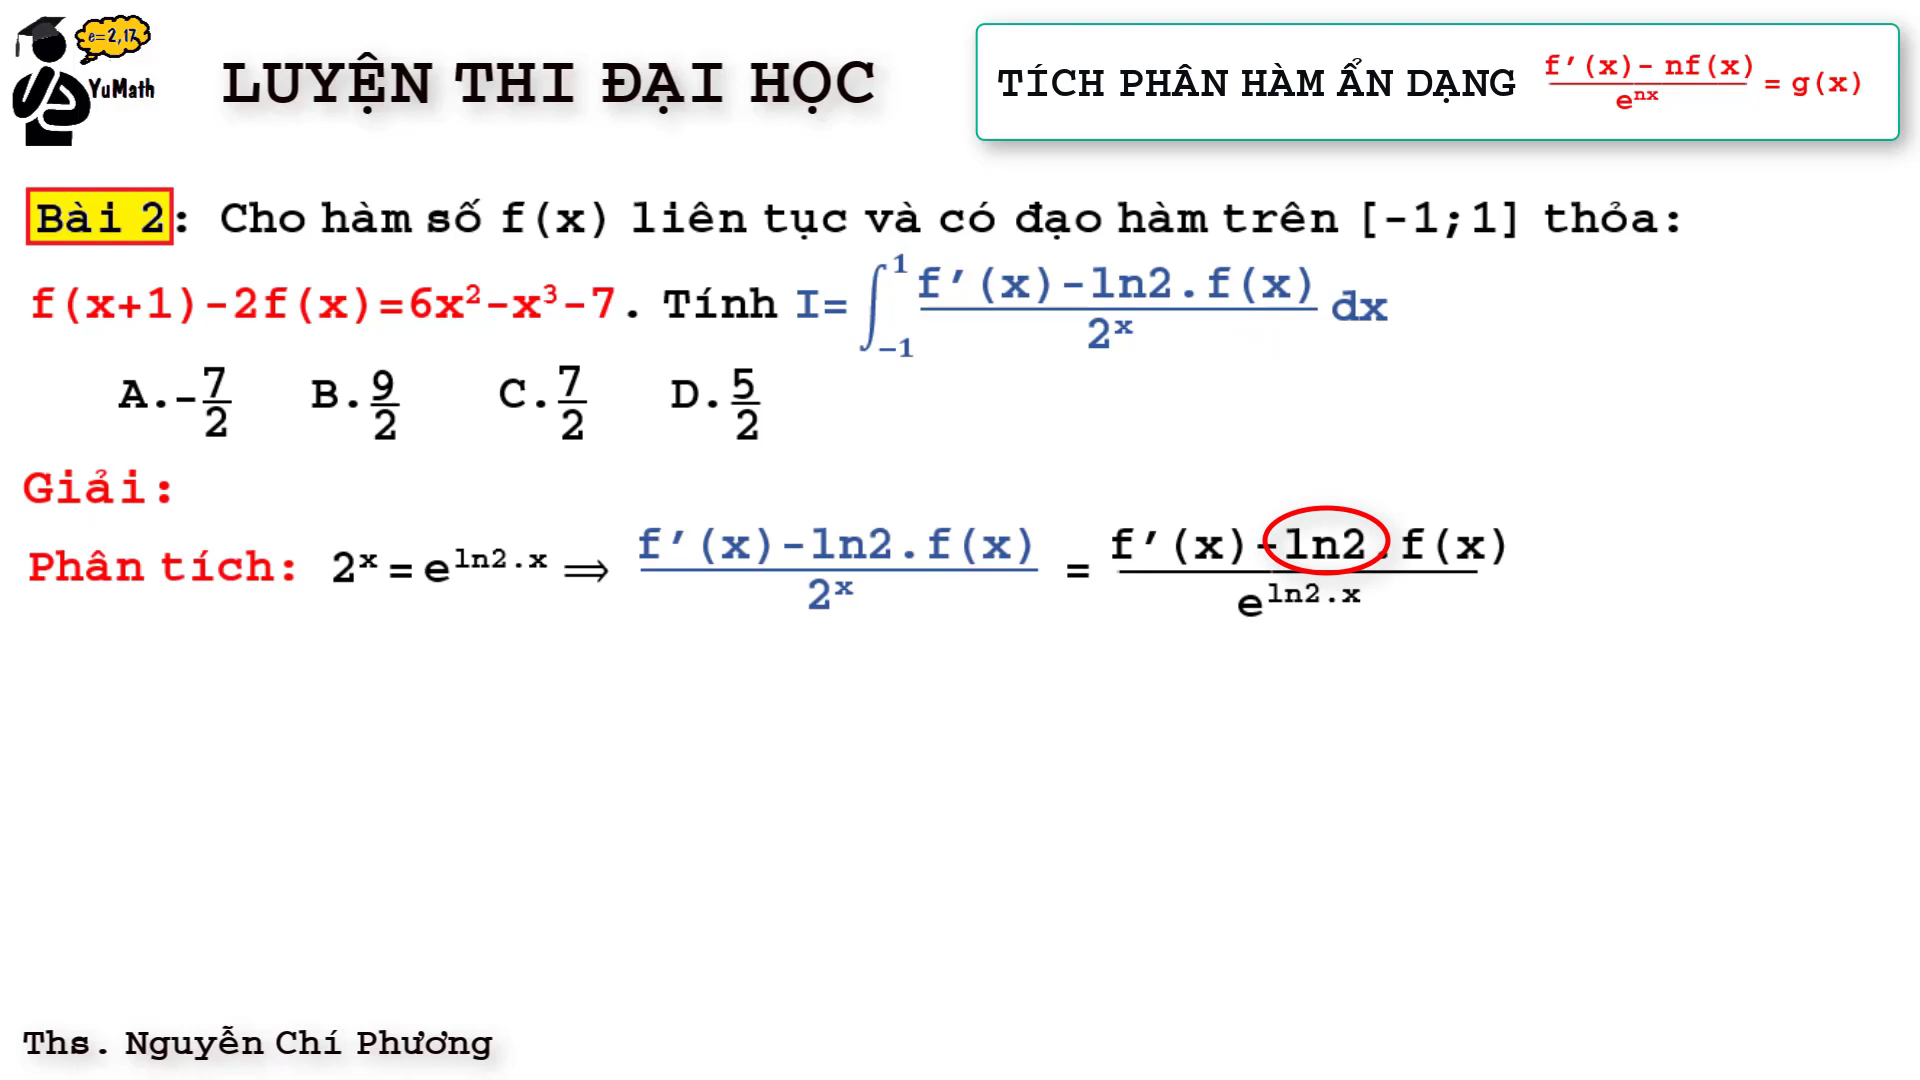 e=2,17
YuMath
LUYỆN THI ĐẠI HỌC
TÍCH PHÂN HÀM ẨN DẠNG (f’(x)- nf(x))/(eⁿˣ) = g(x)
Bài 2: Cho hàm số f(x) liên tục và có đạo hàm trên [-1;1] thỏa:
f(x+1)-2f(x)=6x²-x³-7. Tính I= ∫₋₁¹ (f’(x)-ln2.f(x))/(2ˣ) dx
A.-7/2 B.9/2 C.7/2 D.5/2
Giải:
Phân tích: 2ˣ = e^(ln2.x) ⟹ (f’(x)-ln2.f(x))/(2ˣ) = (f’(x)-ln2.f(x))/(e^(ln2.x))
Ths. Nguyễn Chí Phương